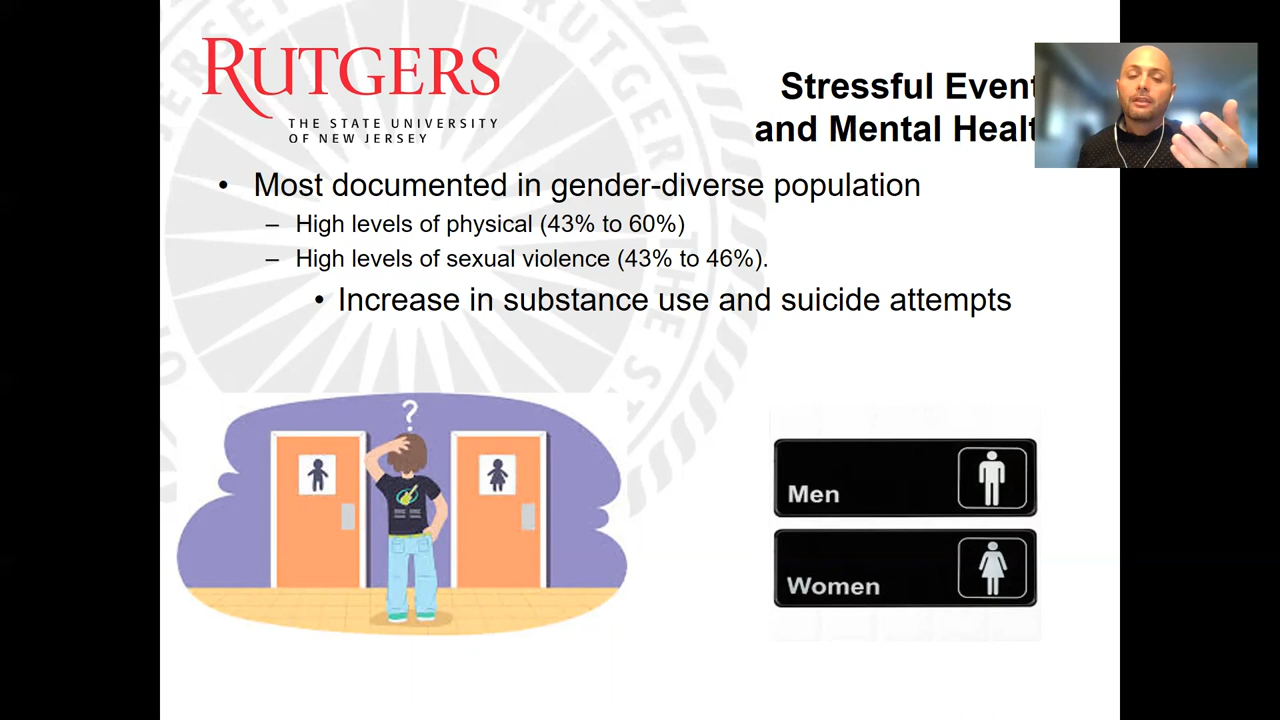 RUTGERS
THE STATE UNIVERSITY
OF NEW JERSEY
Stressful Event
and Mental Healt
• Most documented in gender-diverse population
– High levels of physical (43% to 60%)
– High levels of sexual violence (43% to 46%).
• Increase in substance use and suicide attempts
?
Men
Women